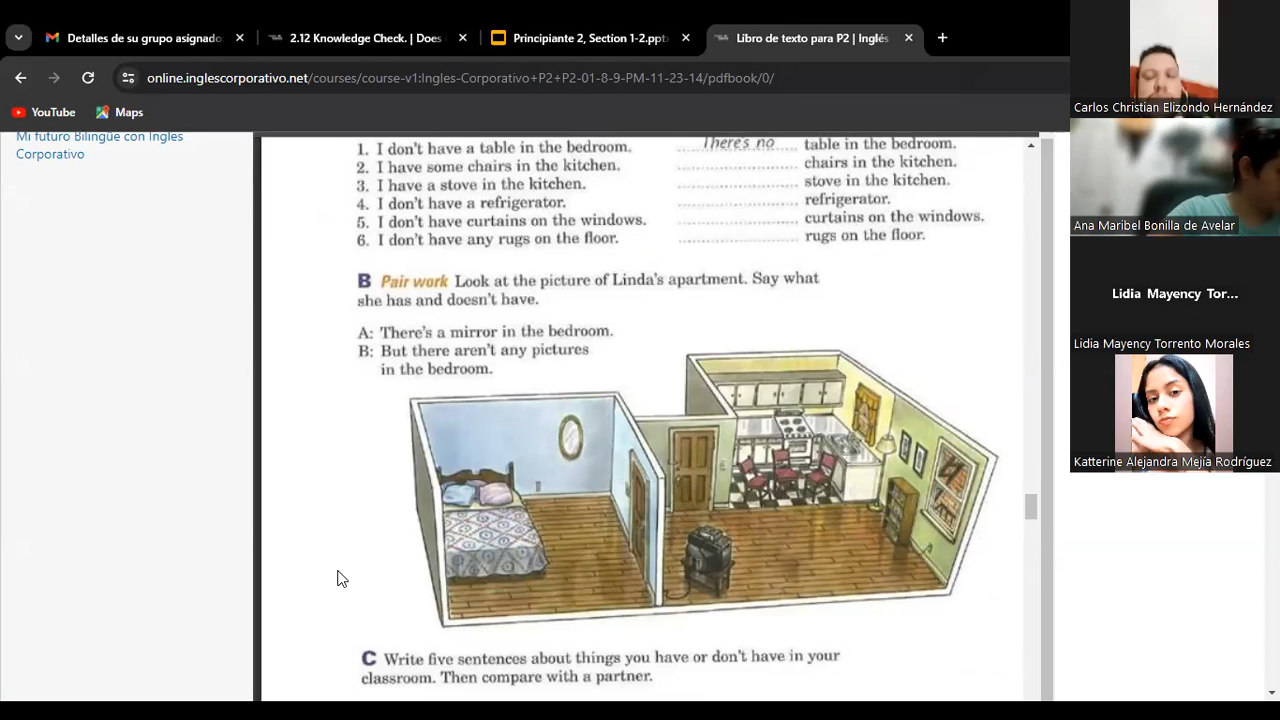 Detalles de su grupo asignado
2.12 Knowledge Check. | Does
Principiante 2, Section 1-2.ppt
Libro de texto para P2 | Inglés
online.inglescorporativo.net/courses/course-v1:Ingles-Corporativo+P2+P2-01-8-9-PM-11-23-14/pdfbook/0/
YouTube
Maps
Mi futuro Bilingüe con Ingles
Corporativo
1. I don't have a table in the bedroom. There's no table in the bedroom.
2. I have some chairs in the kitchen. chairs in the kitchen.
3. I have a stove in the kitchen. stove in the kitchen.
4. I don't have a refrigerator. refrigerator.
5. I don't have curtains on the windows. curtains on the windows.
6. I don't have any rugs on the floor. rugs on the floor.
B Pair work Look at the picture of Linda's apartment. Say what
she has and doesn't have.
A: There's a mirror in the bedroom.
B: But there aren't any pictures
in the bedroom.
C Write five sentences about things you have or don't have in your
classroom. Then compare with a partner.
Carlos Christian Elizondo Hernández
Ana Maribel Bonilla de Avelar
Lidia Mayency Tor...
Lidia Mayency Torrento Morales
Katterine Alejandra Mejía Rodríguez